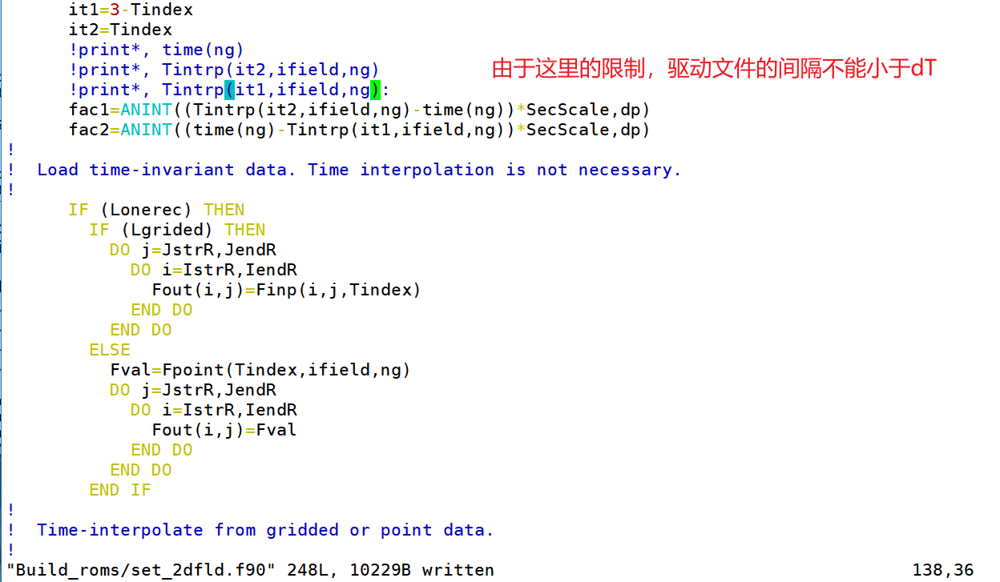 it1=3-Tindex
it2=Tindex
!print*, time(ng)
!print*, Tintrp(it2,ifield,ng)
由于这里的限制，驱动文件的间隔不能小于dT
!print*, Tintrp(it1,ifield,ng):
fac1=ANINT((Tintrp(it2,ifield,ng)-time(ng))*SecScale,dp)
fac2=ANINT((time(ng)-Tintrp(it1,ifield,ng))*SecScale,dp)
!
!  Load time-invariant data. Time interpolation is not necessary.
!
IF (Lonerec) THEN
IF (Lgrided) THEN
DO j=JstrR,JendR
DO i=IstrR,IendR
Fout(i,j)=Finp(i,j,Tindex)
END DO
END DO
ELSE
Fval=Fpoint(Tindex,ifield,ng)
DO j=JstrR,JendR
DO i=IstrR,IendR
Fout(i,j)=Fval
END DO
END DO
END IF
!
!  Time-interpolate from gridded or point data.
!
"Build_roms/set_2dfld.f90" 248L, 10229B written 138,36